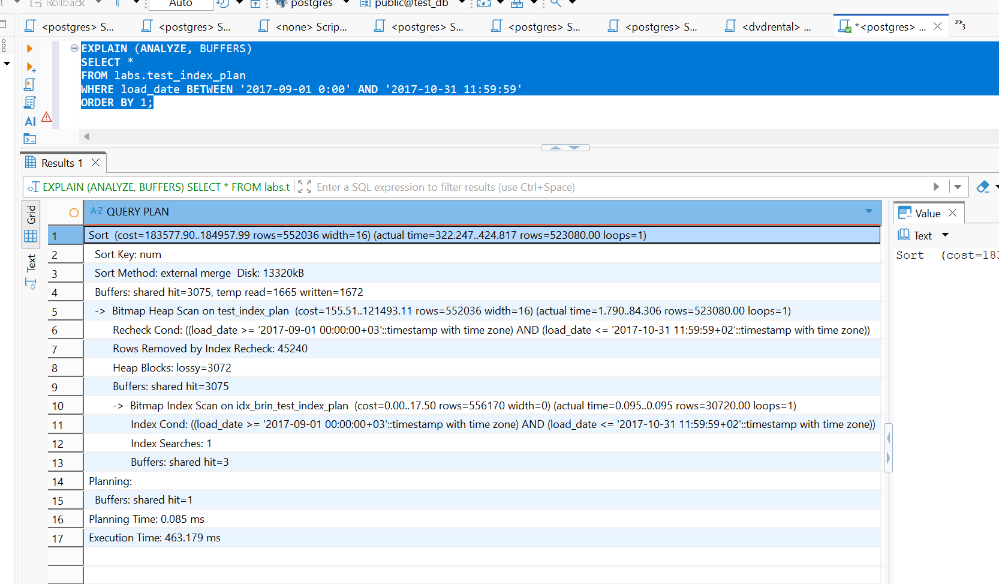 Rollback
Auto
postgres
public@test_db
<postgres> S...
<postgres> S...
<none> Scrip...
<postgres> S...
<postgres> S...
<postgres> S...
<dvdrental> ...
*<postgres> ...
»3
EXPLAIN (ANALYZE, BUFFERS)
SELECT *
FROM labs.test_index_plan
WHERE load_date BETWEEN '2017-09-01 0:00' AND '2017-10-31 11:59:59'
ORDER BY 1;
AI
Results 1
EXPLAIN (ANALYZE, BUFFERS) SELECT * FROM labs.t
Enter a SQL expression to filter results (use Ctrl+Space)
Grid
Text
A-Z QUERY PLAN
1 Sort (cost=183577.90..184957.99 rows=552036 width=16) (actual time=322.247..424.817 rows=523080.00 loops=1)
2 Sort Key: num
3 Sort Method: external merge Disk: 13320kB
4 Buffers: shared hit=3075, temp read=1665 written=1672
5 -> Bitmap Heap Scan on test_index_plan (cost=155.51..121493.11 rows=552036 width=16) (actual time=1.790..84.306 rows=523080.00 loops=1)
6 Recheck Cond: ((load_date >= '2017-09-01 00:00:00+03'::timestamp with time zone) AND (load_date <= '2017-10-31 11:59:59+02'::timestamp with time zone))
7 Rows Removed by Index Recheck: 45240
8 Heap Blocks: lossy=3072
9 Buffers: shared hit=3075
10 -> Bitmap Index Scan on idx_brin_test_index_plan (cost=0.00..17.50 rows=556170 width=0) (actual time=0.095..0.095 rows=30720.00 loops=1)
11 Index Cond: ((load_date >= '2017-09-01 00:00:00+03'::timestamp with time zone) AND (load_date <= '2017-10-31 11:59:59+02'::timestamp with time zone))
12 Index Searches: 1
13 Buffers: shared hit=3
14 Planning:
15 Buffers: shared hit=1
16 Planning Time: 0.085 ms
17 Execution Time: 463.179 ms
Value
Text
Sort (cost=183